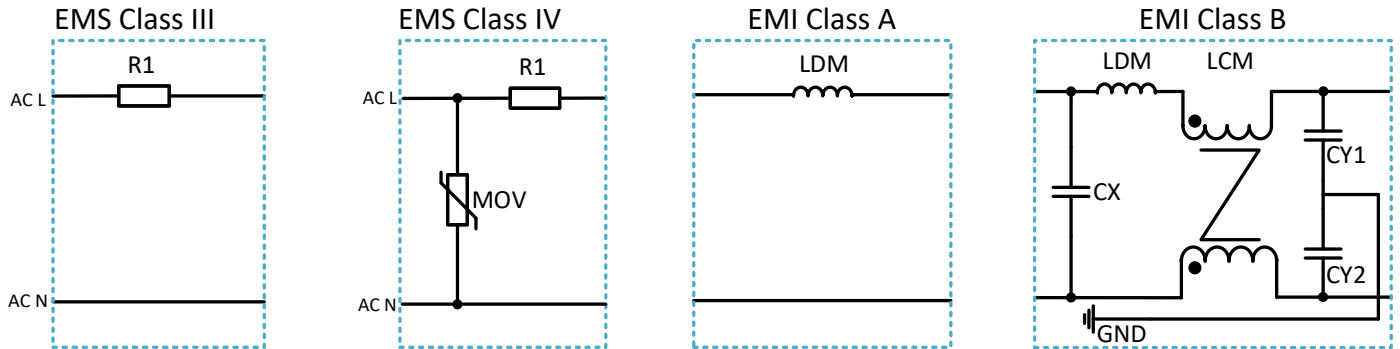 EMS Class III
EMS Class IV
EMI Class A
EMI Class B
R1
AC L
AC N
R1
AC L
MOV
AC N
LDM
LDM
LCM
CX
CY1
CY2
GND